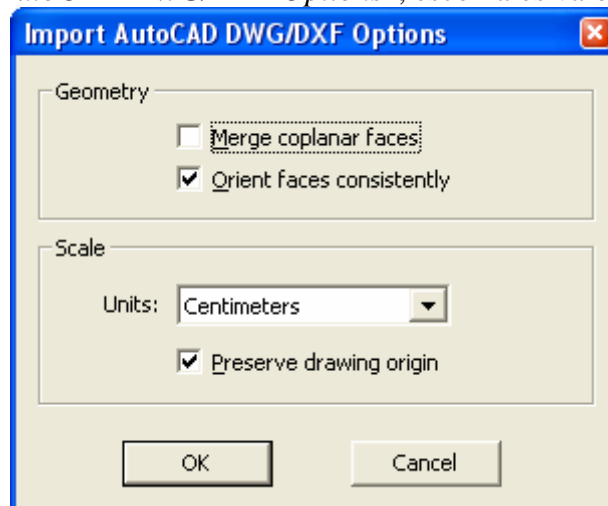 Import AutoCAD DWG/DXF Options
Geometry
Merge coplanar faces
Orient faces consistently
Scale
Units: Centimeters
Preserve drawing origin
OK Cancel